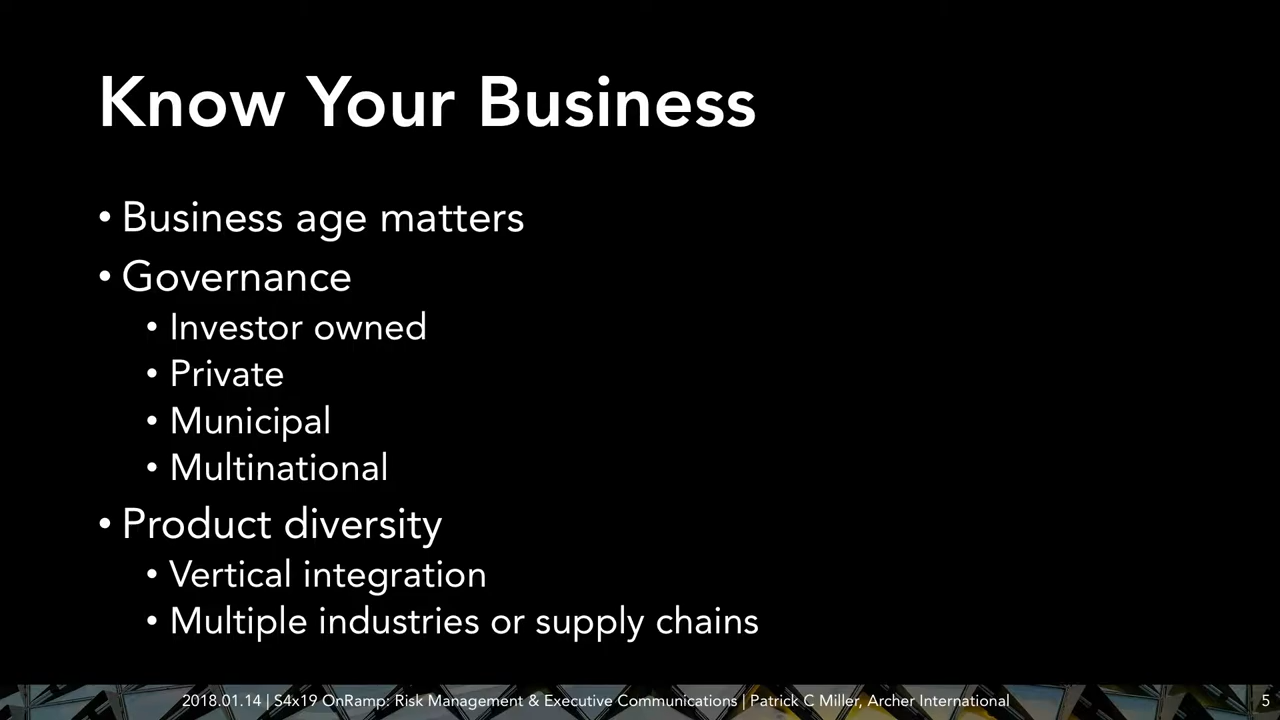 Know Your Business
• Business age matters
• Governance
• Investor owned
• Private
• Municipal
• Multinational
• Product diversity
• Vertical integration
• Multiple industries or supply chains
2018.01.14 | S4x19 OnRamp: Risk Management & Executive Communications | Patrick C Miller, Archer International 5